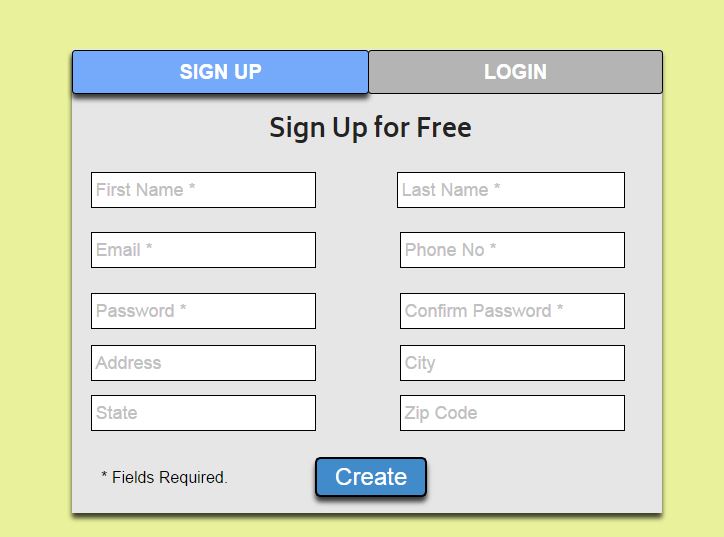 SIGN UP LOGIN
Sign Up for Free
First Name * Last Name *
Email * Phone No *
Password * Confirm Password *
Address City
State Zip Code
* Fields Required. Create